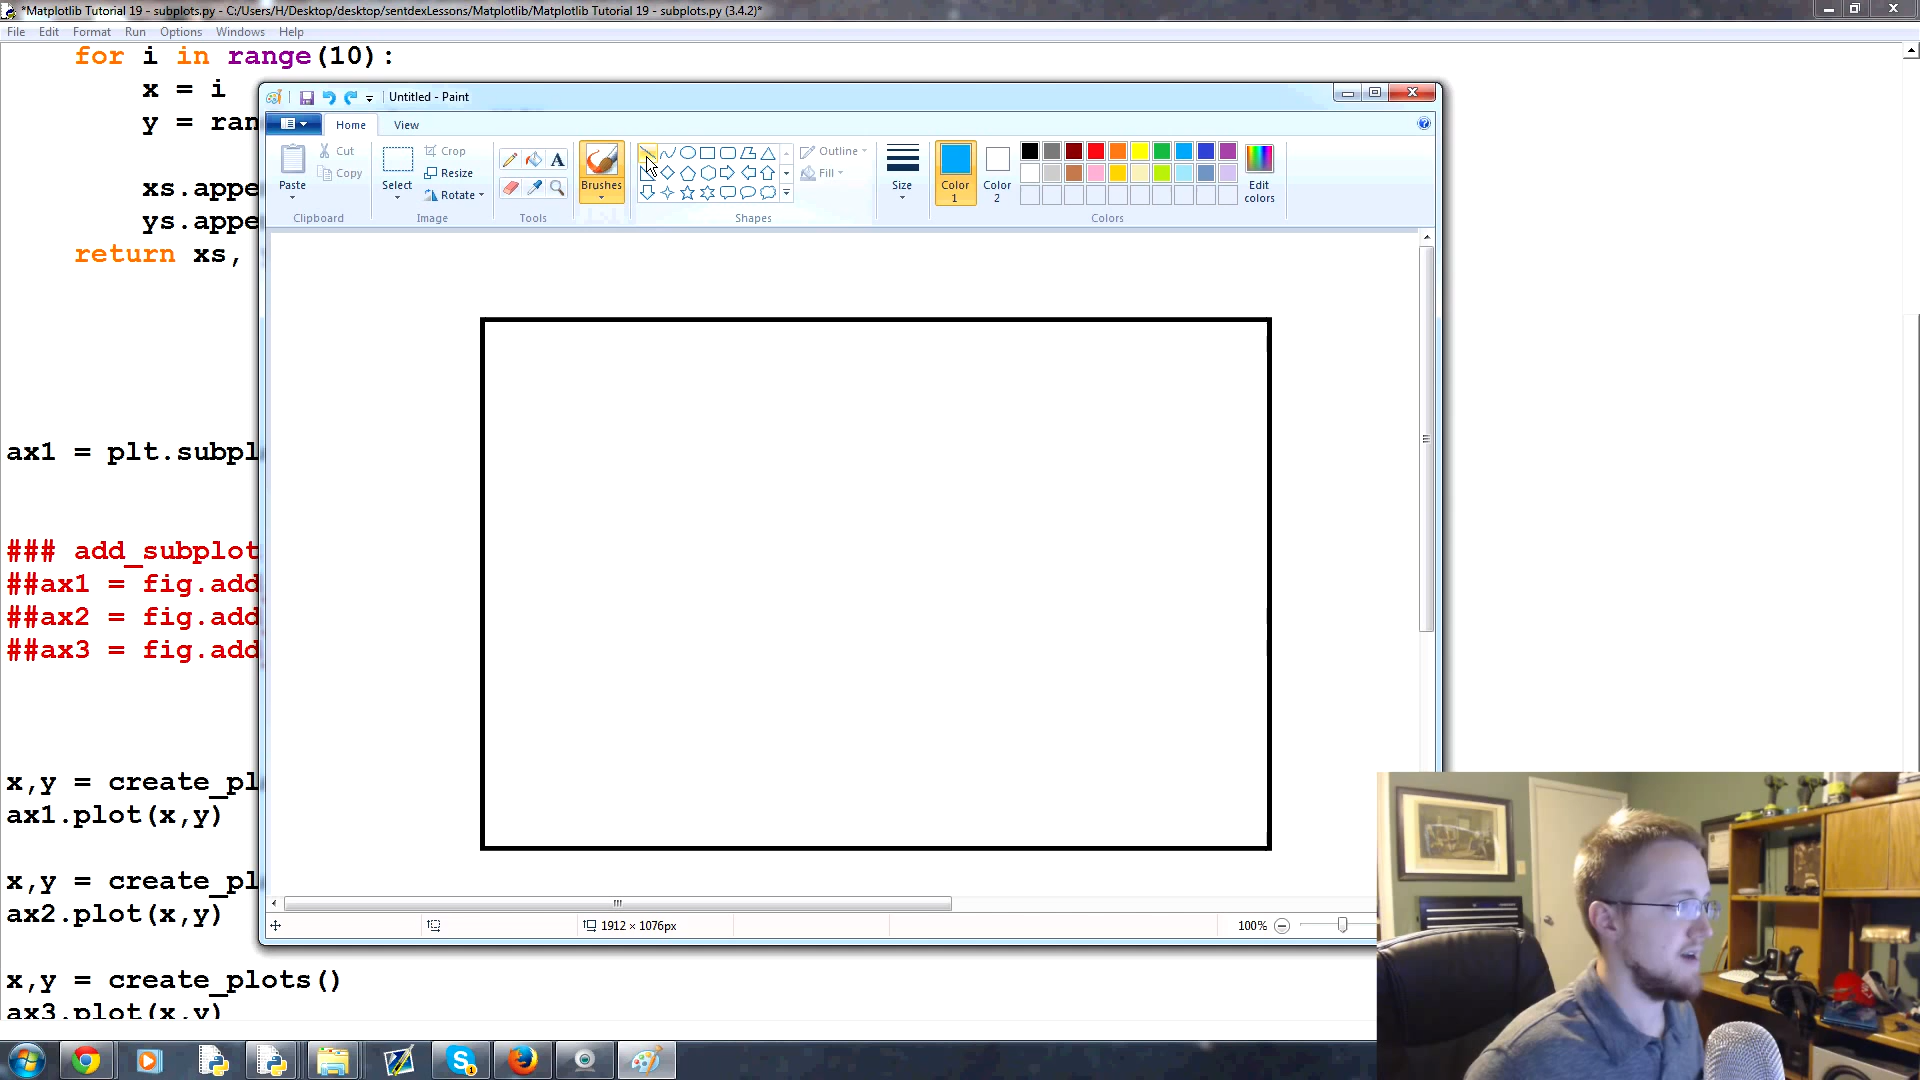 *Matplotlib Tutorial 19 - subplots.py - C:/Users/H/Desktop/desktop/sentdexLessons/Matplotlib/Matplotlib Tutorial 19 - subplots.py (3.4.2)*
File Edit Format Run Options Windows Help
for i in range(10):
x = i
y = ran
xs.appe
ys.appe
return xs,
ax1 = plt.subpl
### add_subplot
##ax1 = fig.add
##ax2 = fig.add
##ax3 = fig.add
x,y = create_pl
ax1.plot(x,y)
x,y = create_pl
ax2.plot(x,y)
x,y = create_plots()
ax3.plot(x,y)
Untitled - Paint
Home View
Paste
Cut
Copy
Clipboard
Select
Crop
Resize
Rotate
Image
A
Tools
Brushes
Shapes
Outline
Fill
Size
Color 1
Color 2
Edit colors
Colors
1912 × 1076px
100%